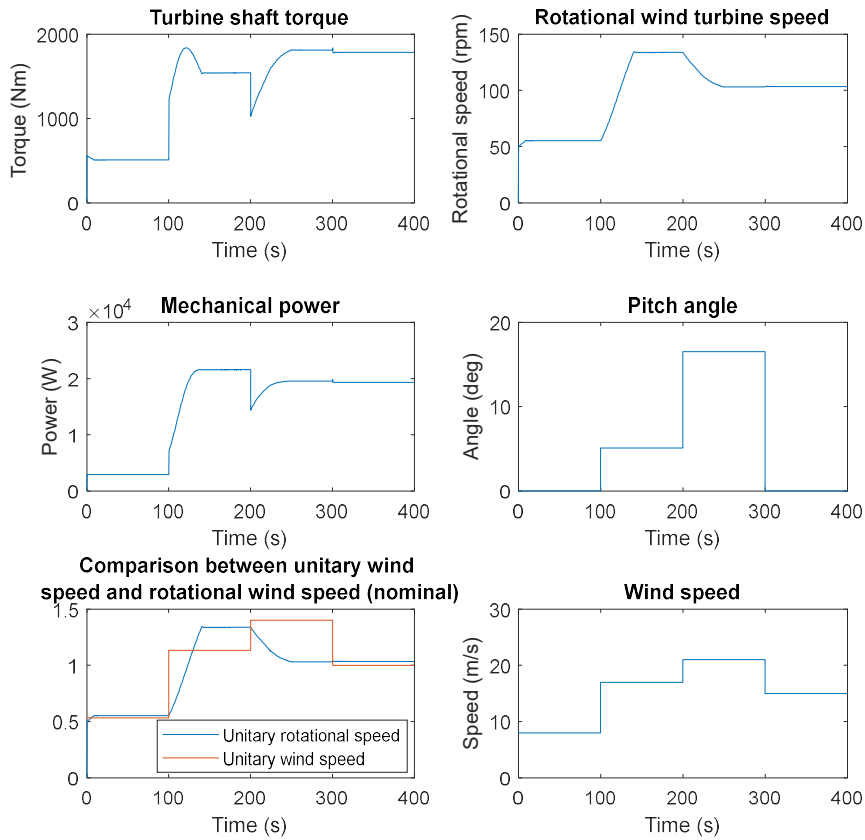 Turbine shaft torque
2000
1000
0
Torque (Nm)
0 100 200 300 400
Time (s)
Rotational wind turbine speed
150
100
50
0
Rotational speed (rpm)
0 100 200 300 400
Time (s)
Mechanical power
×10⁴
3
2
1
0
Power (W)
0 100 200 300 400
Time (s)
Pitch angle
20
10
0
Angle (deg)
0 100 200 300 400
Time (s)
Comparison between unitary wind
speed and rotational wind speed (nominal)
1.5
1
0.5
0
Unitary rotational speed
Unitary wind speed
0 100 200 300 400
Time (s)
Wind speed
30
20
10
0
Speed (m/s)
0 100 200 300 400
Time (s)